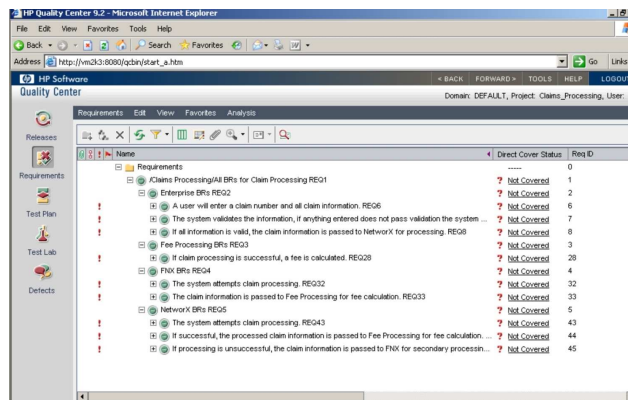 HP Quality Center 9.2 - Microsoft Internet Explorer
File Edit View Favorites Tools Help
Back Search Favorites
Address http://vm2k3:8080/qcbin/start_a.htm Go Links
HP Software < BACK FORWARD > TOOLS HELP LOGOUT
Quality Center Domain: DEFAULT, Project: Claims_Processing, User:
Requirements Edit View Favorites Analysis
Releases
Requirements
Test Plan
Test Lab
Defects
Name Direct Cover Status Req ID
Requirements ----- 0
/Claims Processing/All BRs for Claim Processing REQ1 ? Not Covered 1
Enterprise BRs REQ2 ? Not Covered 2
! A user will enter a claim number and all claim information. REQ6 ? Not Covered 6
! The system validates the information, if anything entered does not pass validation the system ... ? Not Covered 7
! If all information is valid, the claim information is passed to NetworX for processing. REQ8 ? Not Covered 8
Fee Processing BRs REQ3 ? Not Covered 3
! If claim processing is successful, a fee is calculated. REQ28 ? Not Covered 28
FNX BRs REQ4 ? Not Covered 4
! The system attempts claim processing. REQ32 ? Not Covered 32
! The claim information is passed to Fee Processing for fee calculation. REQ33 ? Not Covered 33
NetworX BRs REQ5 ? Not Covered 5
! The system attempts claim processing. REQ43 ? Not Covered 43
! If successful, the processed claim information is passed to Fee Processing for fee calculation. ... ? Not Covered 44
! If processing is unsuccessful, the claim information is passed to FNX for secondary processin... ? Not Covered 45